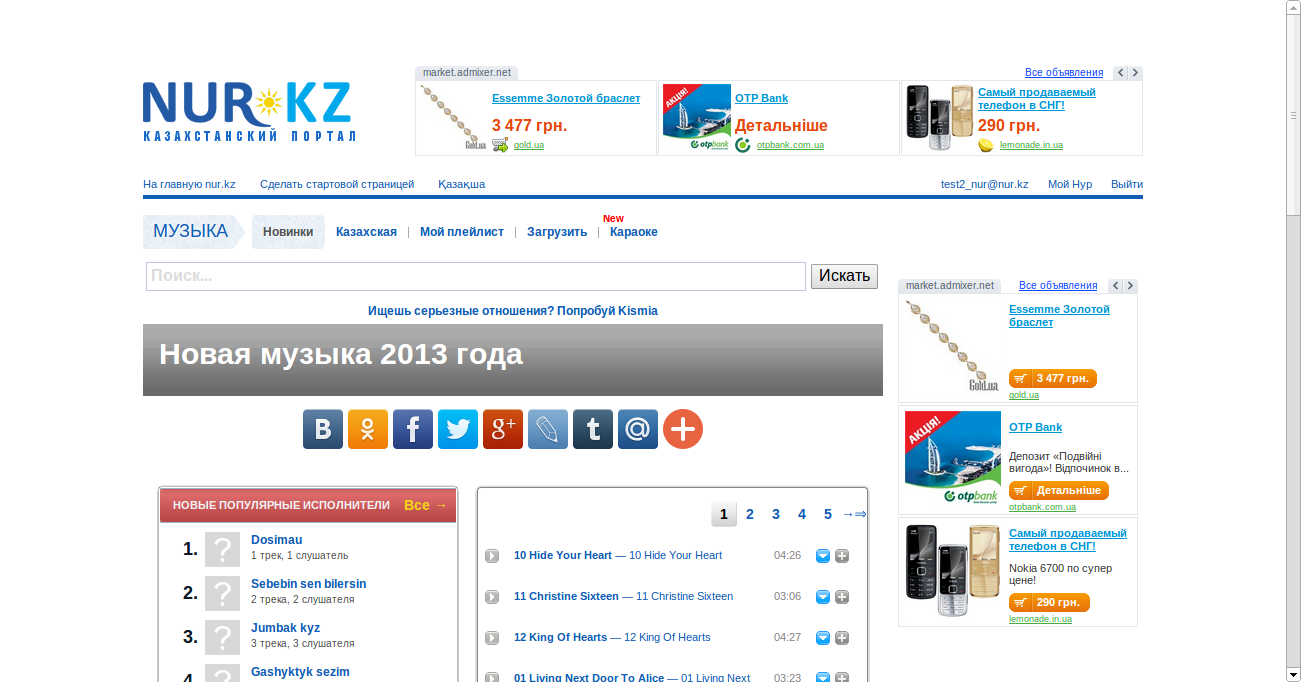 NUR KZ
КАЗАХСТАНСКИЙ ПОРТАЛ
market.admixer.net
Все объявления
Essemme Золотой браслет
3 477 грн.
gold.ua
Gold.ua
АКЦІЯ!
otpbank
OTP Bank
Детальніше
otpbank.com.ua
Самый продаваемый
телефон в СНГ!
290 грн.
lemonade.in.ua
На главную nur.kz
Сделать стартовой страницей
Қазақша
test2_nur@nur.kz
Мой Нур
Выйти
МУЗЫКА
Новинки
Казахская
Мой плейлист
Загрузить
New
Караоке
Поиск...
Искать
Ищешь серьезные отношения? Попробуй Kismia
Новая музыка 2013 года
НОВЫЕ ПОПУЛЯРНЫЕ ИСПОЛНИТЕЛИ
Все →
1. Dosimau
1 трек, 1 слушатель
2. Sebebin sen bilersin
2 трека, 2 слушателя
3. Jumbak kyz
3 трека, 3 слушателя
4. Gashyktyk sezim
1 2 3 4 5 →⇒
10 Hide Your Heart — 10 Hide Your Heart 04:26
11 Christine Sixteen — 11 Christine Sixteen 03:06
12 King Of Hearts — 12 King Of Hearts 04:27
01 Living Next Door To Alice — 01 Living Next 03:23
market.admixer.net
Все объявления
Essemme Золотой
браслет
3 477 грн.
gold.ua
Gold.ua
АКЦІЯ!
otpbank
OTP Bank
Депозит «Подвійні
вигода»! Відпочинок в...
Детальніше
otpbank.com.ua
Самый продаваемый
телефон в СНГ!
Nokia 6700 по супер
цене!
290 грн.
lemonade.in.ua